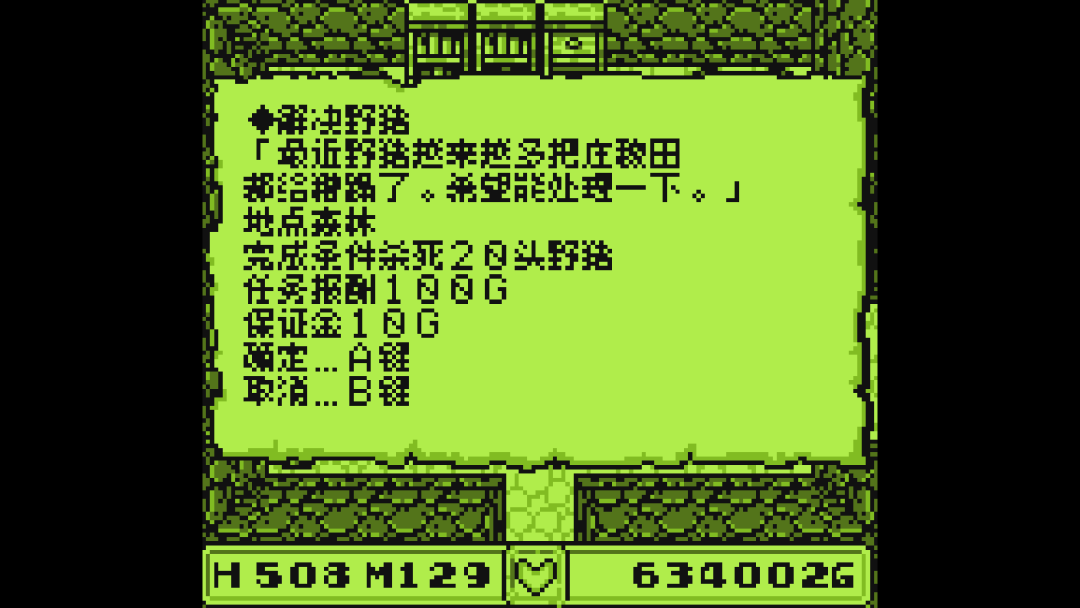 ◆解决野猪
「最近野猪越来越多把庄稼田
都给糟蹋了。希望能处理一下。」
地点森林
完成条件杀死20头野猪
任务报酬100G
保证金10G
确定…A键
取消…B键
H508 M129 634002G